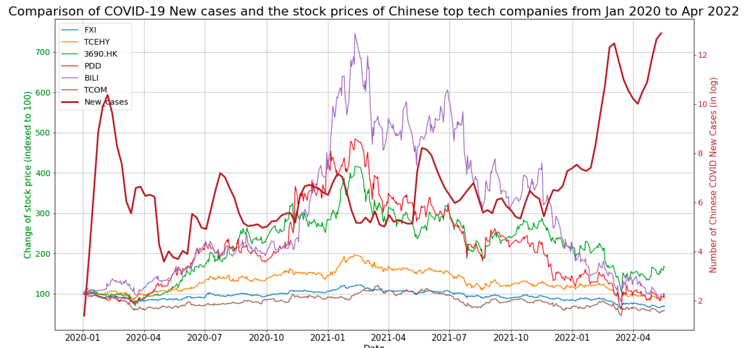 Comparison of COVID-19 New cases and the stock prices of Chinese top tech companies from Jan 2020 to Apr 2022
FXI
TCEHY
3690.HK
PDD
BILI
TCOM
New cases
Change of stock price (indexed to 100)
700
600
500
400
300
200
100
Number of Chinese COVID New Cases (in log)
12
10
8
6
4
2
2020-01 2020-04 2020-07 2020-10 2021-01 2021-04 2021-07 2021-10 2022-01 2022-04
Date